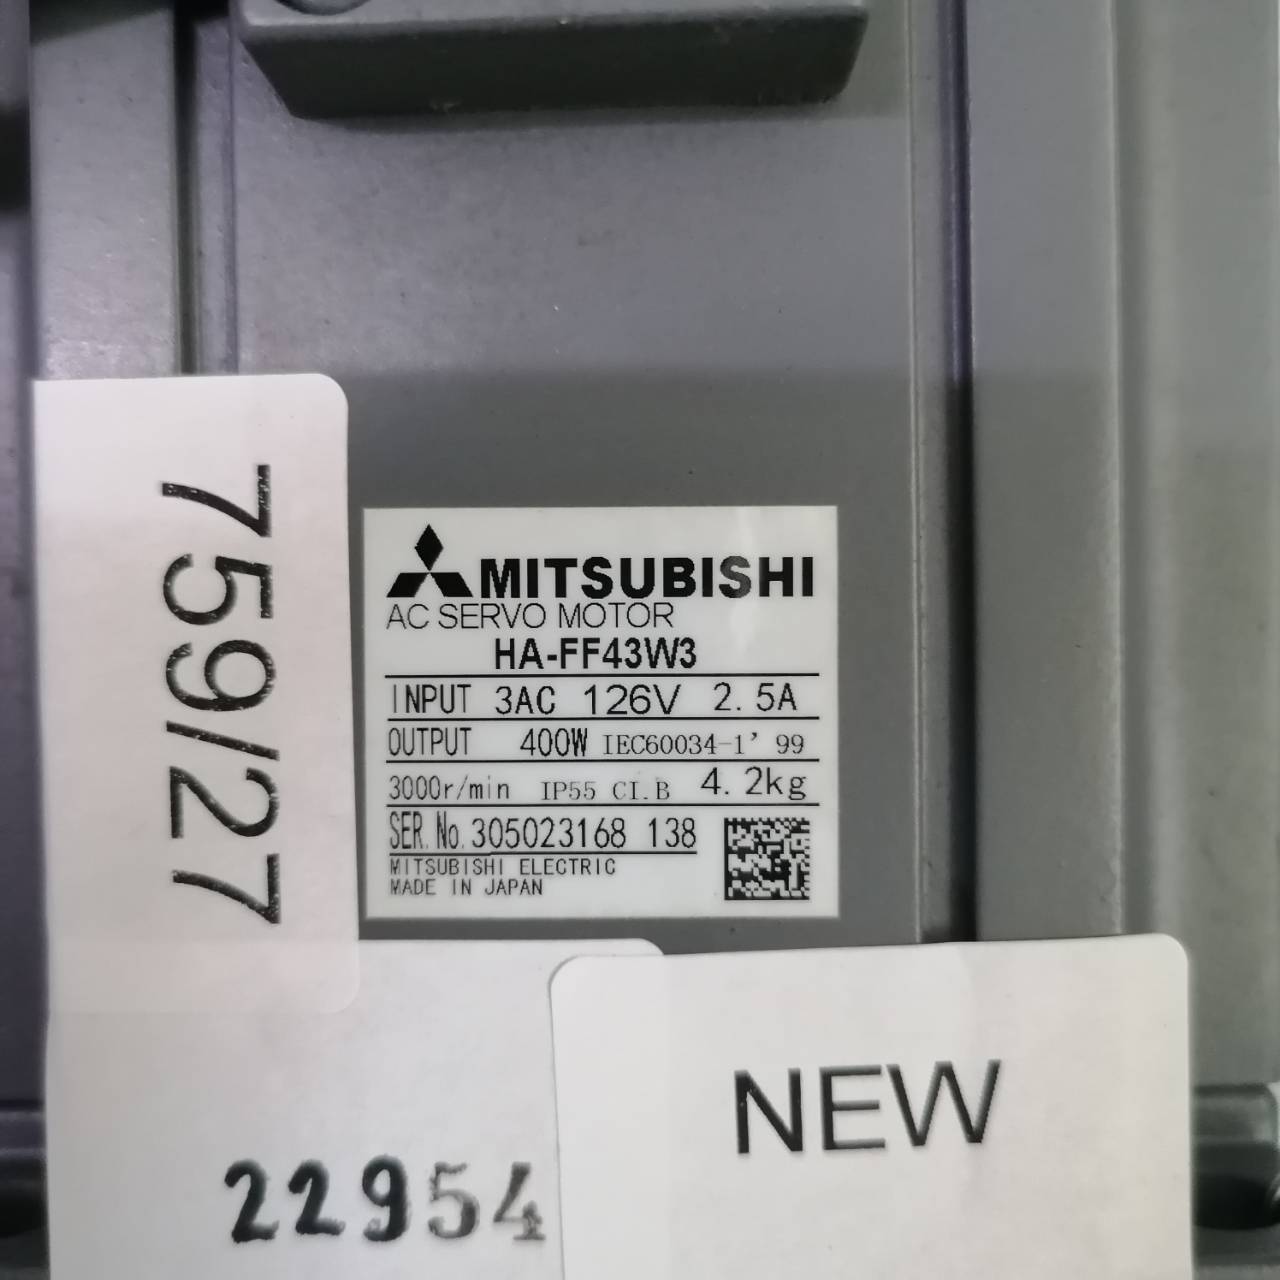 759/27
MITSUBISHI
AC SERVO MOTOR
HA-FF43W3
INPUT 3AC 126V 2.5A
OUTPUT 400W IEC60034-1' 99
3000r/min IP55 CI.B 4.2kg
SER.No.305023168 138
MITSUBISHI ELECTRIC
MADE IN JAPAN
NEW
22954